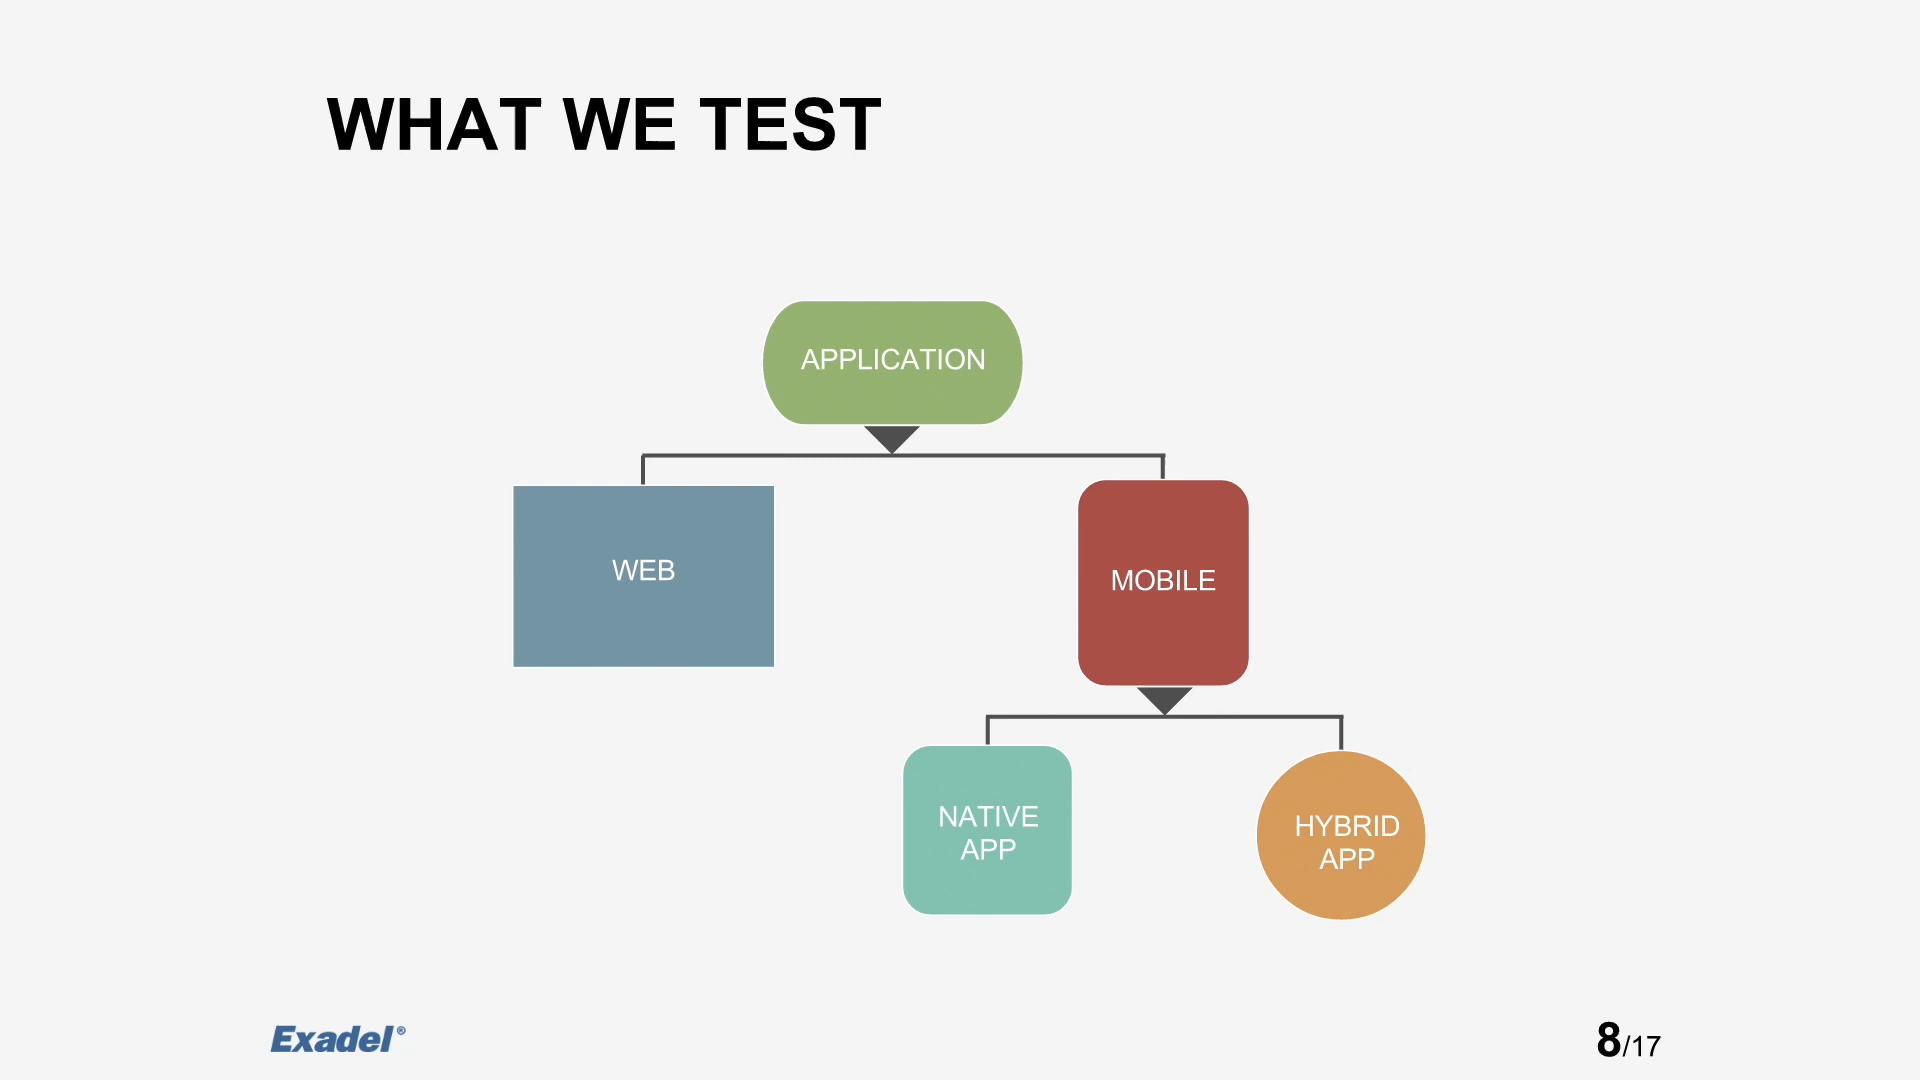 WHAT WE TEST
APPLICATION
WEB
MOBILE
NATIVE
APP
HYBRID
APP
Exadel®
8/17